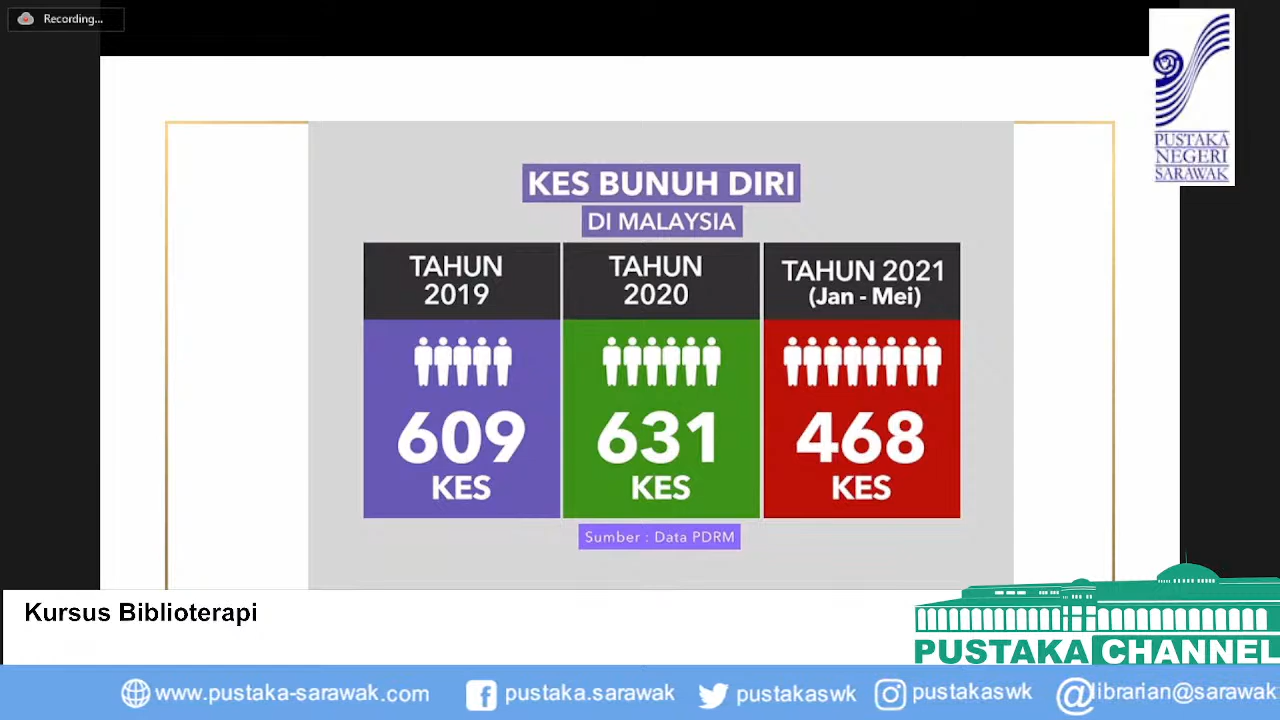 Recording...
PUSTAKA
NEGERI
SARAWAK
KES BUNUH DIRI
DI MALAYSIA
TAHUN
2019
609
KES
TAHUN
2020
631
KES
TAHUN 2021
(Jan - Mei)
468
KES
Sumber : Data PDRM
Kursus Biblioterapi
PUSTAKA CHANNEL
www.pustaka-sarawak.com
pustaka.sarawak
pustakaswk
pustakaswk
librarian@sarawak